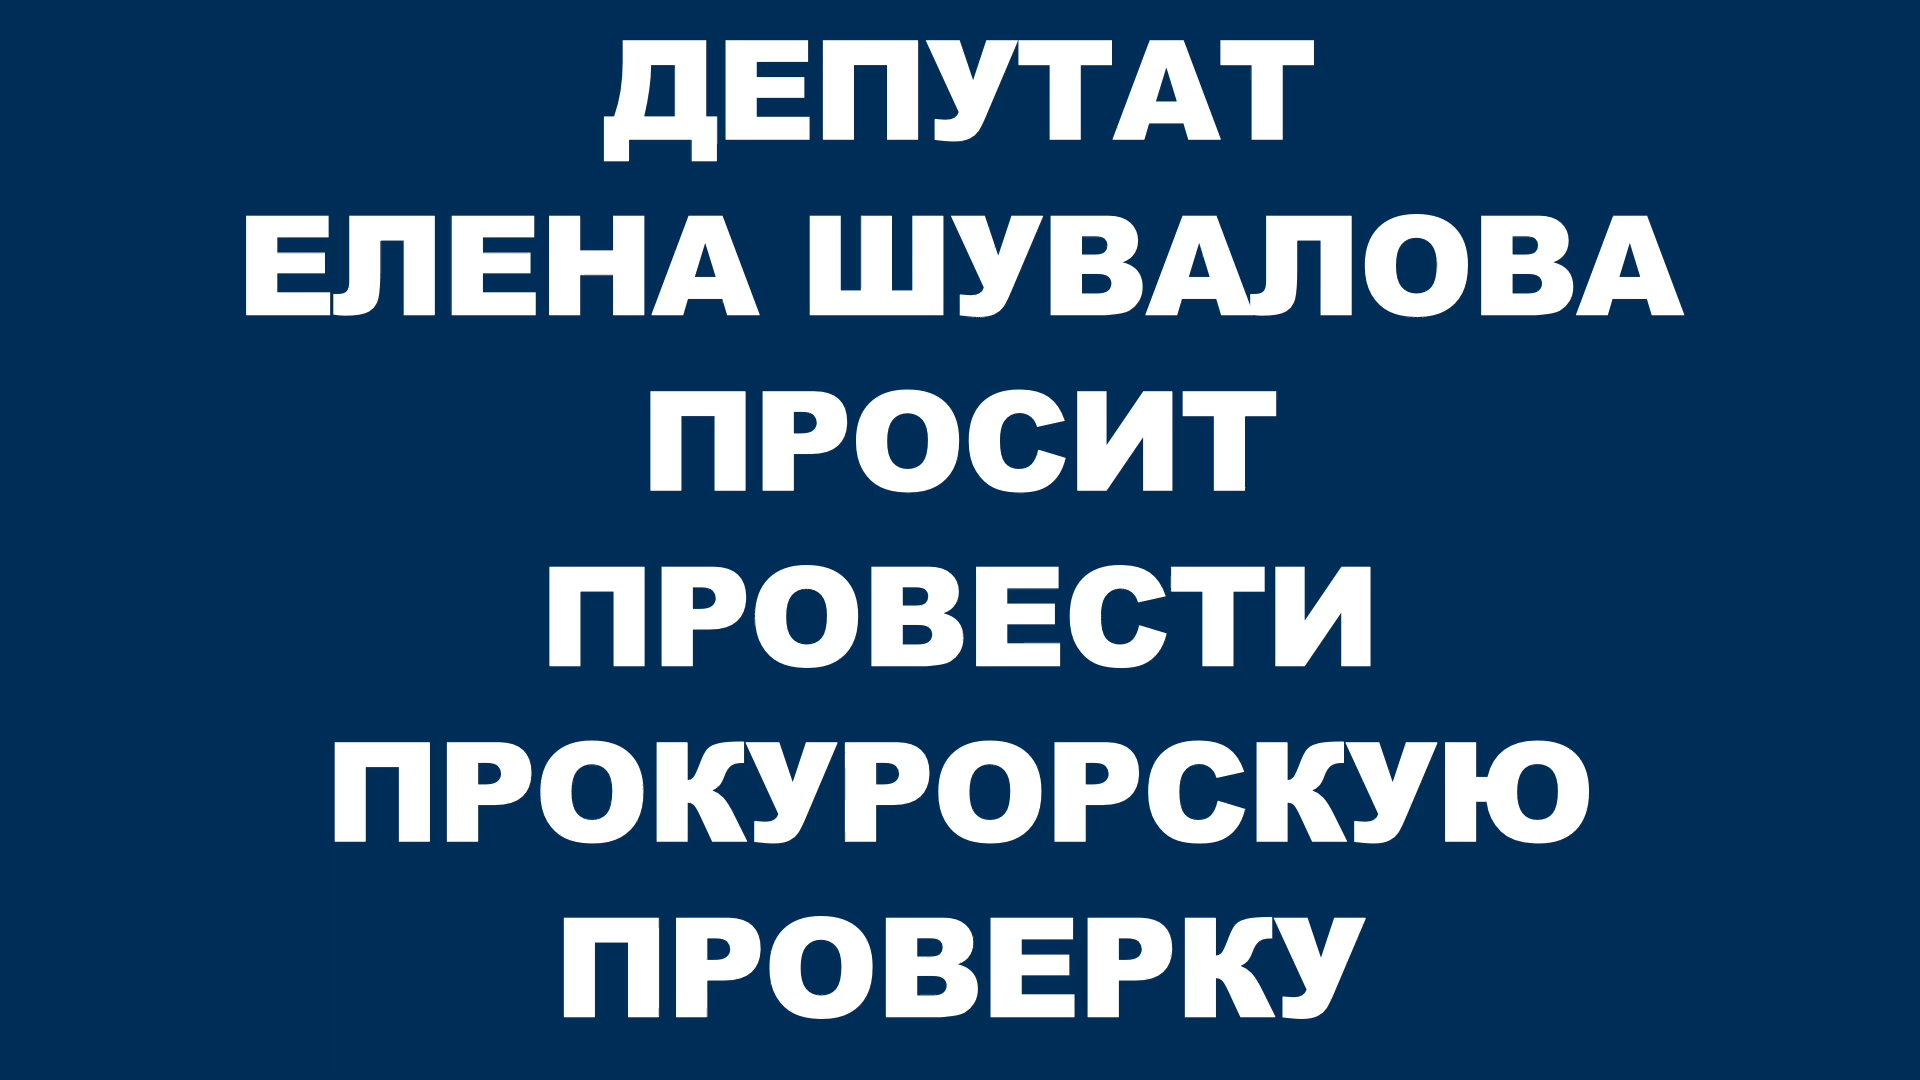 ДЕПУТАТ
ЕЛЕНА ШУВАЛОВА
ПРОСИТ
ПРОВЕСТИ
ПРОКУРОРСКУЮ
ПРОВЕРКУ